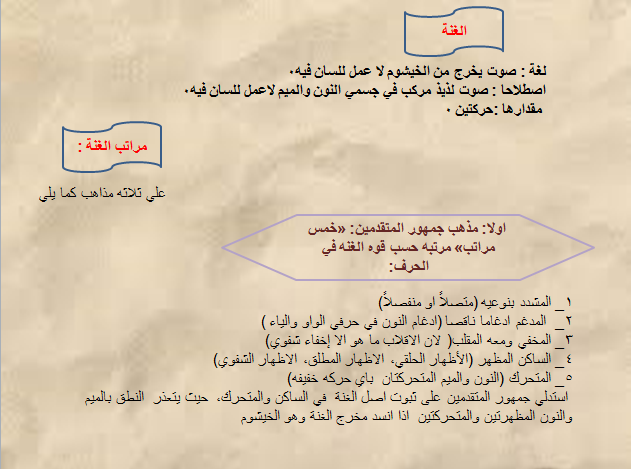 الغنة
لغة : صوت يخرج من الخيشوم لا عمل للسان فيه٠
اصطلاحا : صوت لذيذ مركب في جسمي النون والميم لاعمل للسان فيه٠
مقدارها :حركتين ٠
مراتب الغنة :
علي ثلاثه مذاهب كما يلي
اولا: مذهب جمهور المتقدمين: «خمس
مراتب» مرتبه حسب قوه الغنه في
الحرف:
١_ المشدد بنوعيه (متصلاً او منفصلاً)
٢_ المدغم ادغاما ناقصا (ادغام النون في حرفي الواو والياء )
٣_ المخفي ومعه المقلب( لان الاقلاب ما هو الا إخفاء شفوي)
٤_ الساكن المظهر (الأظهار الحلقي، الاظهار المطلق، الاظهار الشفوي)
٥_ المتحرك (النون والميم المتحركتان باي حركه خفيفه)
استدلي جمهور المتقدمين على ثبوت اصل الغنة في الساكن والمتحرك، حيث يتعذر النطق بالميم
والنون المظهرتين والمتحركتين اذا انسد مخرج الغنة وهو الخيشوم